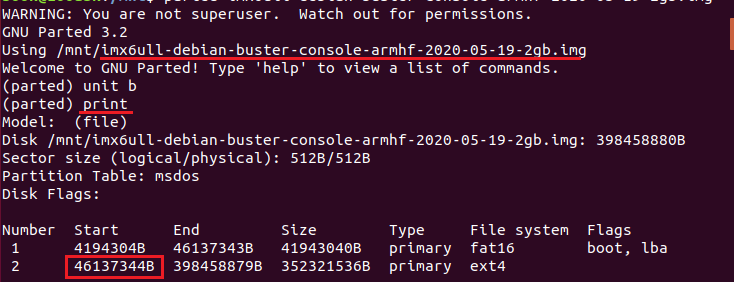 WARNING: You are not superuser.  Watch out for permissions.
GNU Parted 3.2
Using /mnt/imx6ull-debian-buster-console-armhf-2020-05-19-2gb.img
Welcome to GNU Parted! Type 'help' to view a list of commands.
(parted) unit b
(parted) print
Model:  (file)
Disk /mnt/imx6ull-debian-buster-console-armhf-2020-05-19-2gb.img: 398458880B
Sector size (logical/physical): 512B/512B
Partition Table: msdos
Disk Flags:
Number  Start      End         Size        Type     File system  Flags
1      4194304B   46137343B   41943040B   primary  fat16        boot, lba
2      46137344B  398458879B  352321536B  primary  ext4